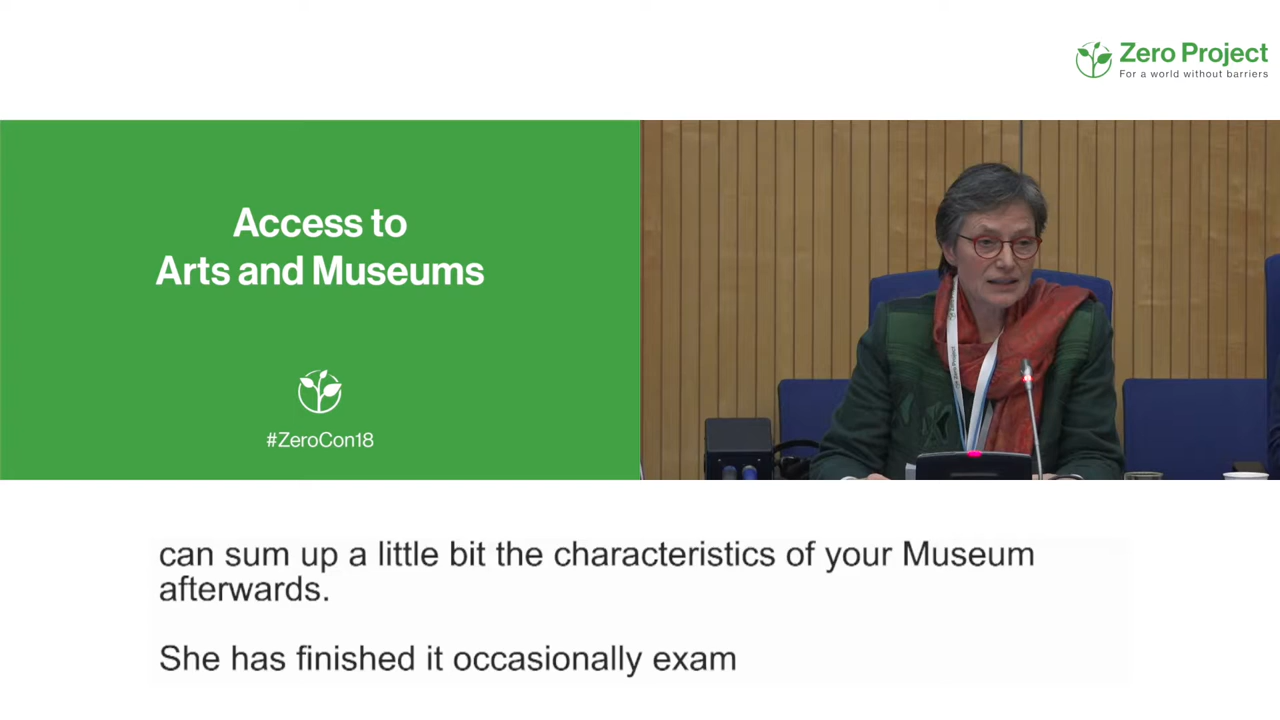 Zero Project
For a world without barriers
Access to
Arts and Museums
#ZeroCon18
can sum up a little bit the characteristics of your Museum
afterwards.
She has finished it occasionally exam